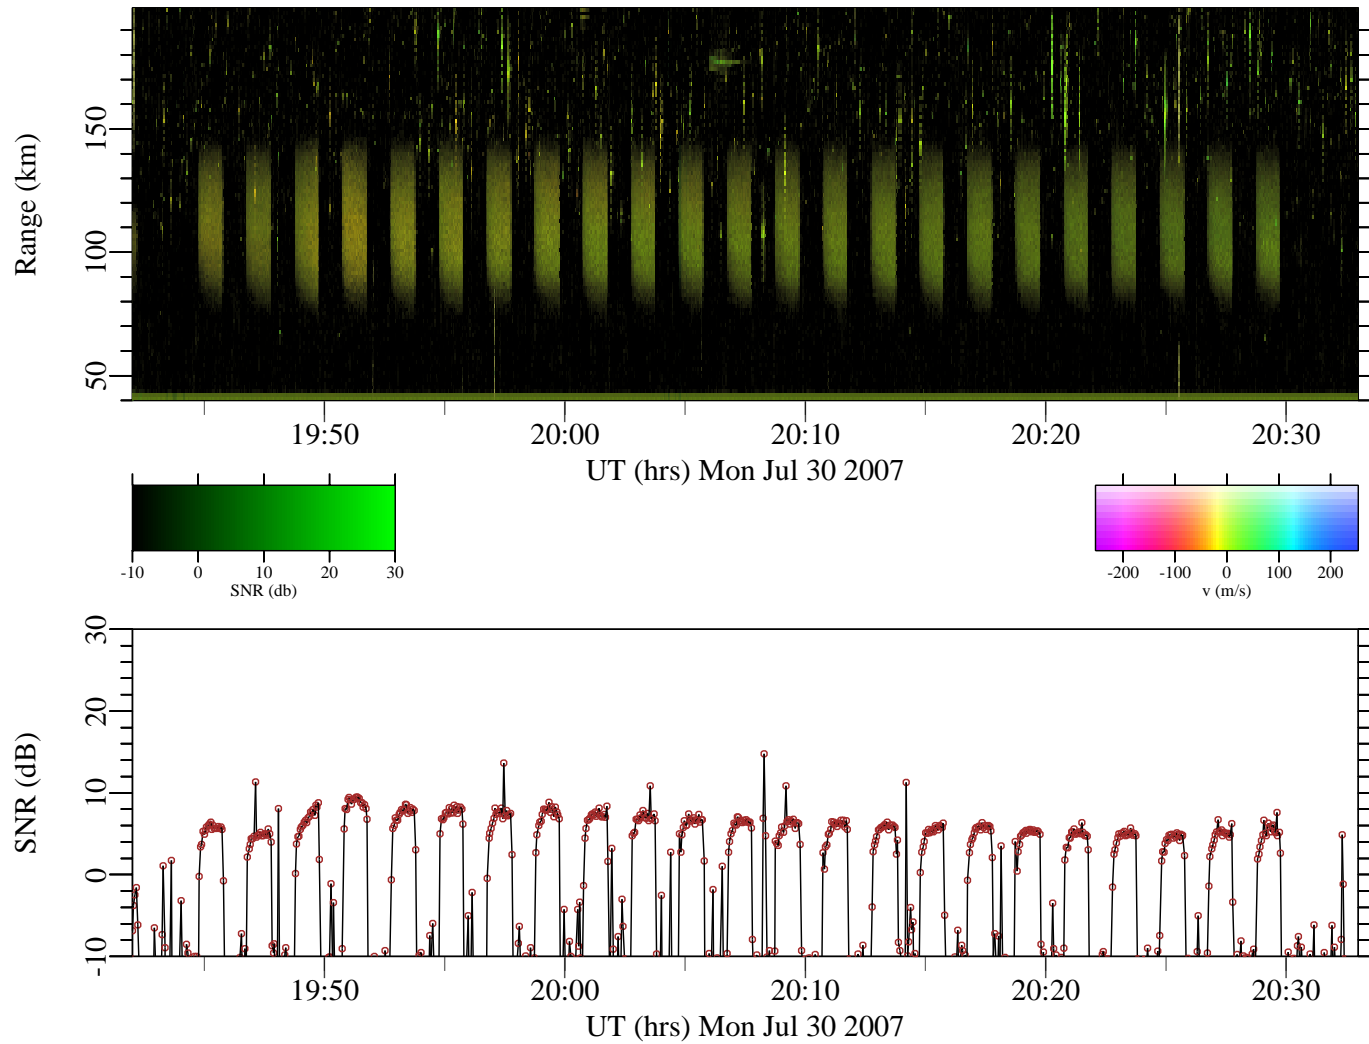 150
100
50
Range (km)
19:50 20:00 20:10 20:20 20:30
UT (hrs) Mon Jul 30 2007
-10 0 10 20 30
SNR (db)
-200 -100 0 100 200
v (m/s)
30
20
10
0
-10
SNR (dB)
19:50 20:00 20:10 20:20 20:30
UT (hrs) Mon Jul 30 2007